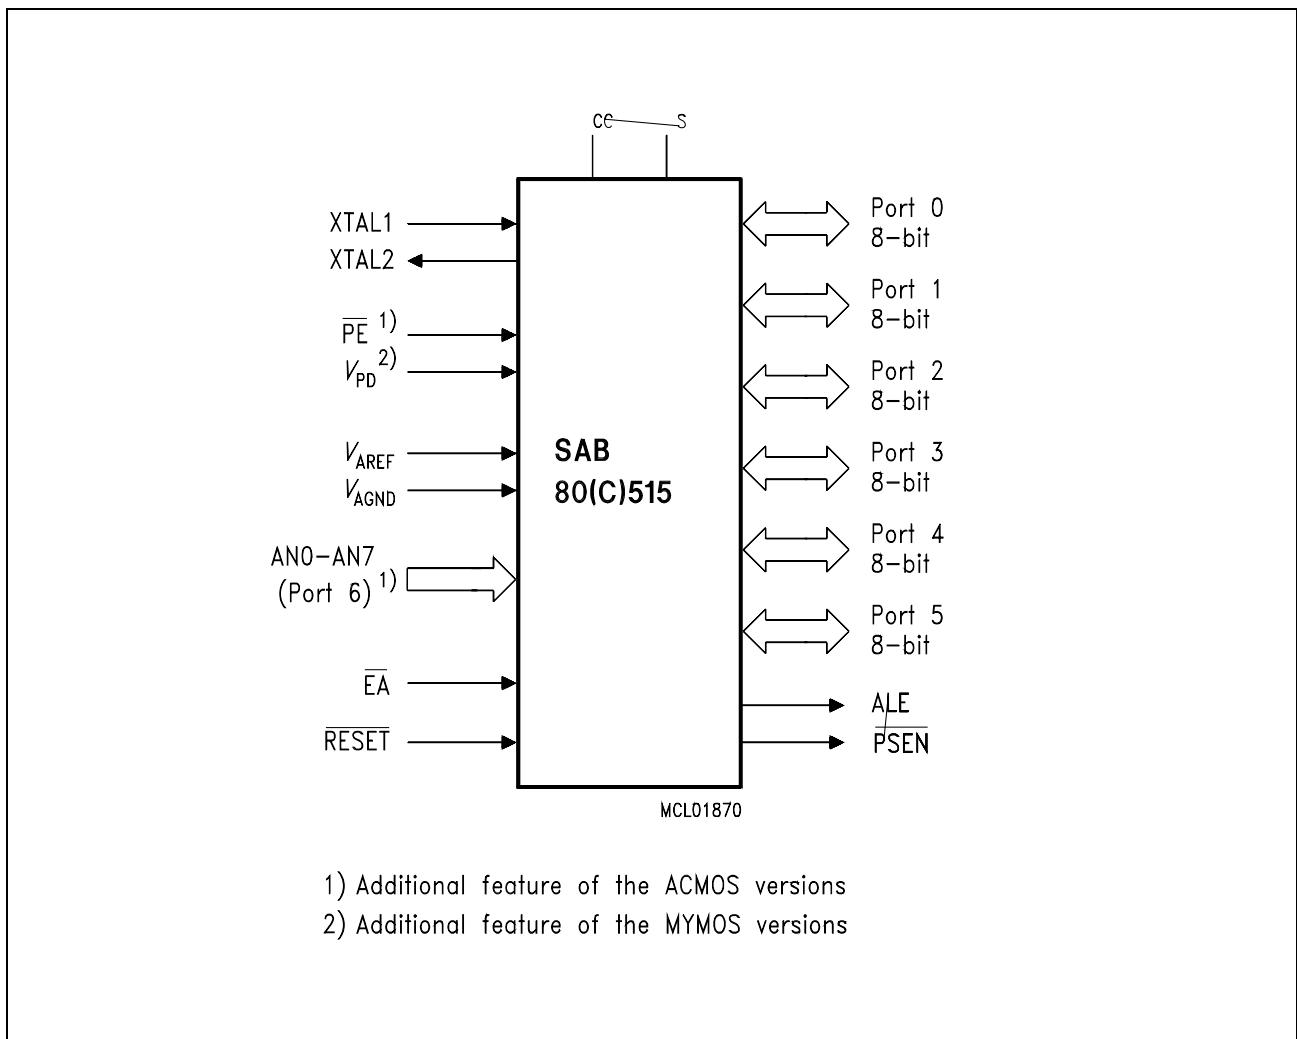 cc S
XTAL1
XTAL2
PE 1)
VPD 2)
VAREF
VAGND
AN0-AN7
(Port 6) 1)
EA
RESET
SAB
80(C)515
Port 0
8-bit
Port 1
8-bit
Port 2
8-bit
Port 3
8-bit
Port 4
8-bit
Port 5
8-bit
ALE
PSEN
MCL01870
1) Additional feature of the ACMOS versions
2) Additional feature of the MYMOS versions